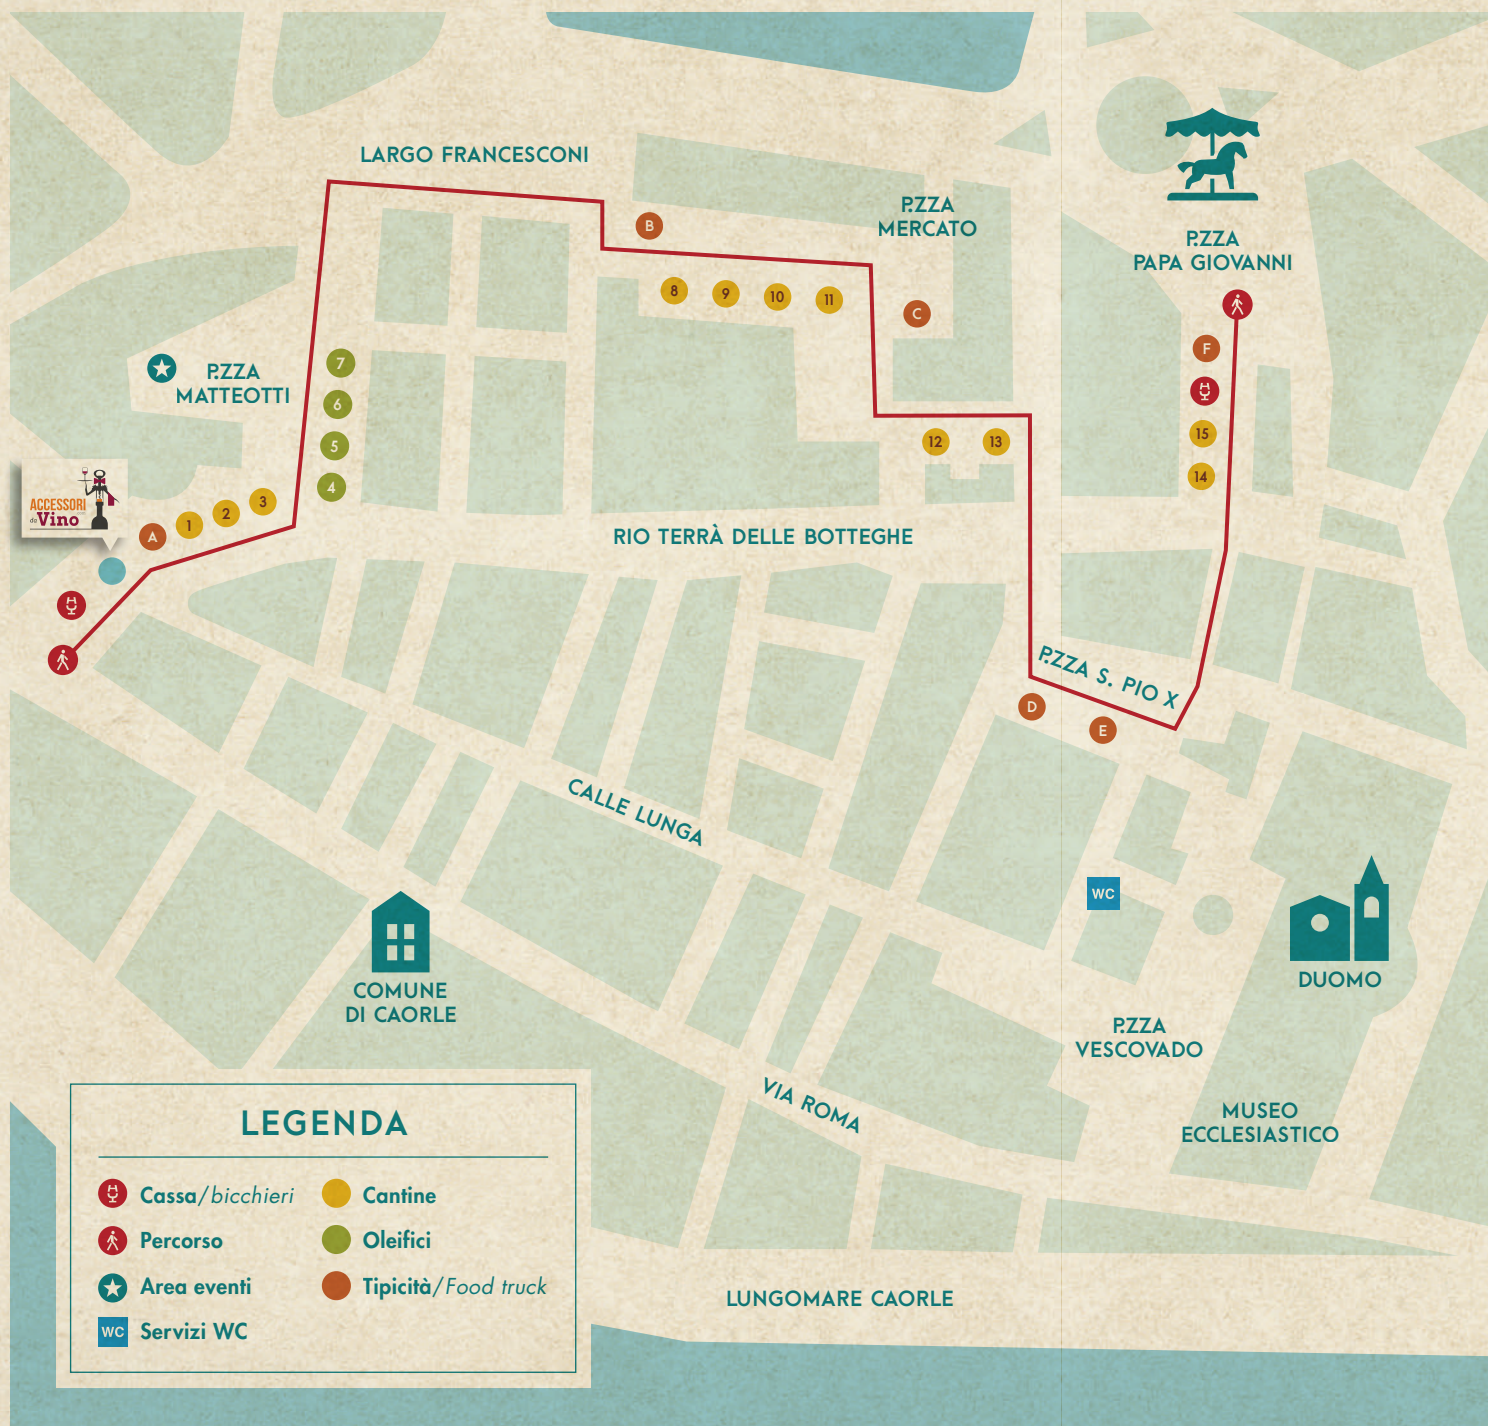 LARGO FRANCESCONI
B
P.ZZA
MERCATO
P.ZZA
PAPA GIOVANNI
8
9
10
11
C
F
P.ZZA
MATTEOTTI
7
6
5
4
15
14
12
13
ACCESSORI
da Vino
A
1
2
3
RIO TERRÀ DELLE BOTTEGHE
P.ZZA S. PIO X
D
E
CALLE LUNGA
WC
COMUNE
DI CAORLE
DUOMO
P.ZZA
VESCOVADO
VIA ROMA
MUSEO
ECCLESIASTICO
LEGENDA
Cassa/bicchieri
Percorso
Area eventi
WC Servizi WC
Cantine
Oleifici
Tipicità/Food truck
LUNGOMARE CAORLE